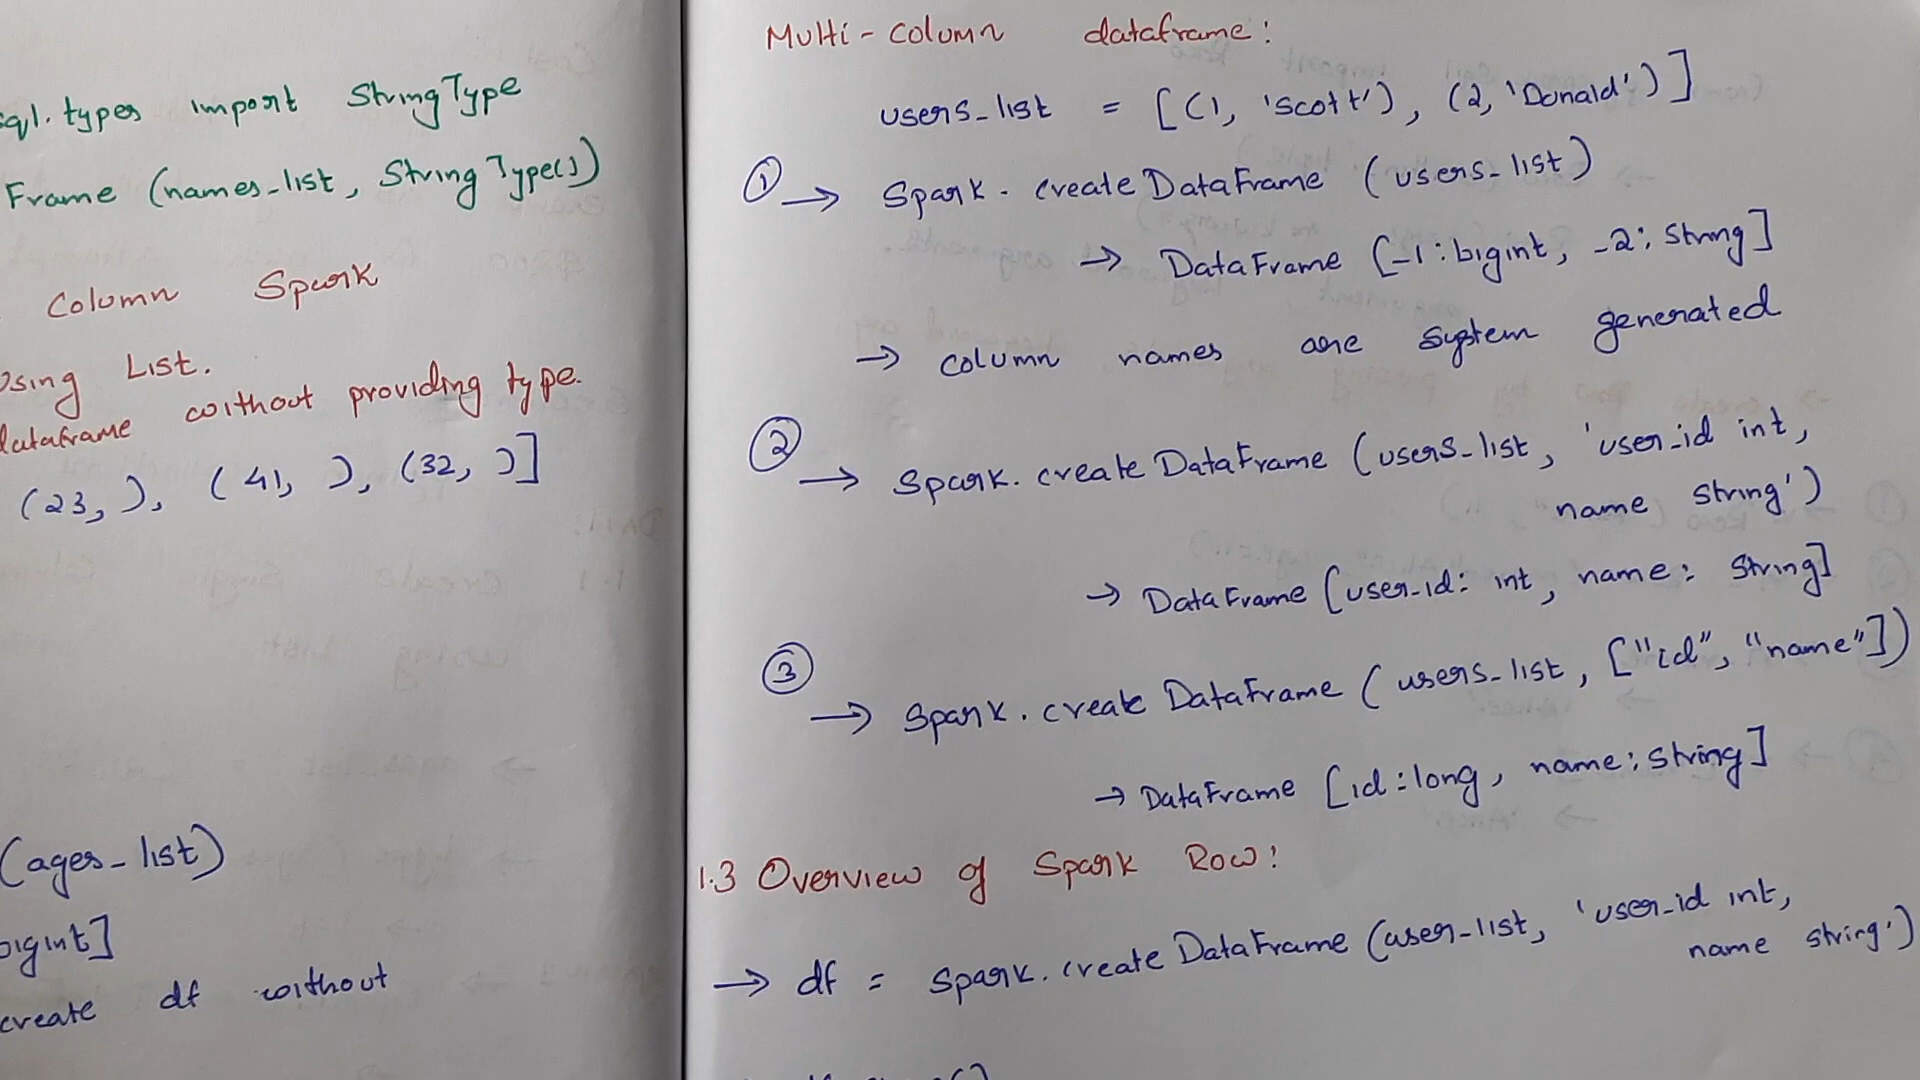 sql.types import StringType
Frame (names_list, StringType())
Column Spark
Using List.
dataframe without providing type.
(23, ), (41, ), (32, )]
(ages_list)
bigint]
create df without
Multi-Column dataframe:
users_list = [(1, 'Scott'), (2, 'Donald')]
① → Spark.createDataFrame (users_list)
→ DataFrame [_1:bigint, _2: String]
→ column names are system generated
② → Spark.createDataFrame (users_list, 'user_id int,
name string')
→ DataFrame [user_id: int, name: String]
③ → Spark.create DataFrame (users_list, ["id", "name"])
→ DataFrame [id:long, name:String]
1.3 Overview of Spark Row:
→ df = spark.createDataFrame (user_list, 'user_id int,
name string')